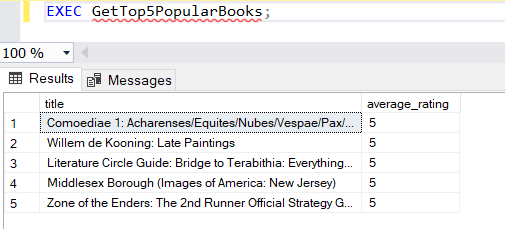 EXEC GetTop5PopularBooks;
100 %
Results Messages
title average_rating
1 Comoediae 1: Acharenses/Equites/Nubes/Vespae/Pax/... 5
2 Willem de Kooning: Late Paintings 5
3 Literature Circle Guide: Bridge to Terabithia: Everything... 5
4 Middlesex Borough (Images of America: New Jersey) 5
5 Zone of the Enders: The 2nd Runner Official Strategy G... 5